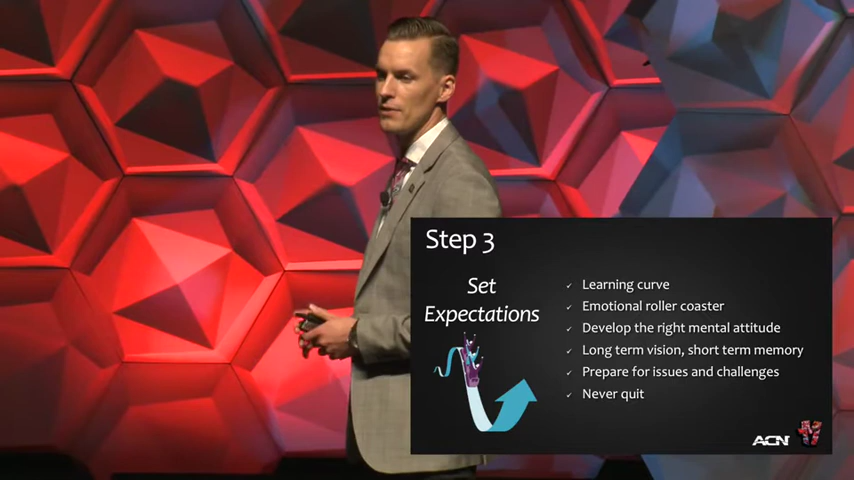 Step 3
Set
Expectations
Learning curve
Emotional roller coaster
Develop the right mental attitude
Long term vision, short term memory
Prepare for issues and challenges
Never quit
ACN